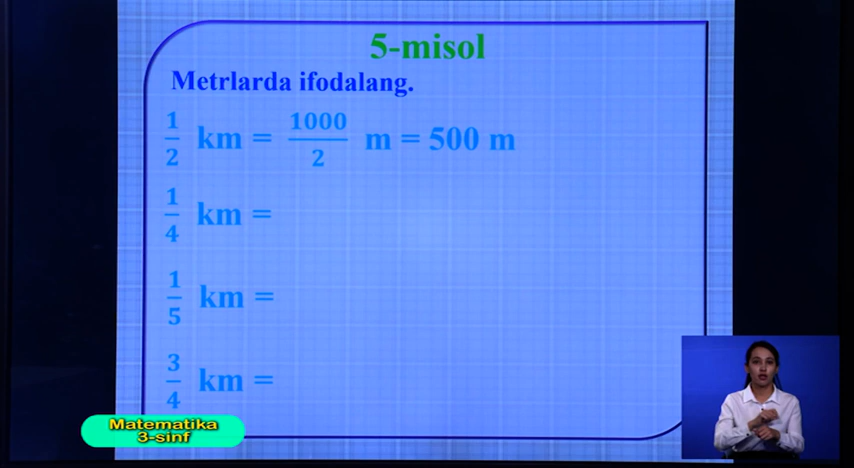 5-misol
Metrlarda ifodalang.
1/2 km = 1000/2 m = 500 m
1/4 km =
1/5 km =
3/4 km =
Matematika
3-sinf